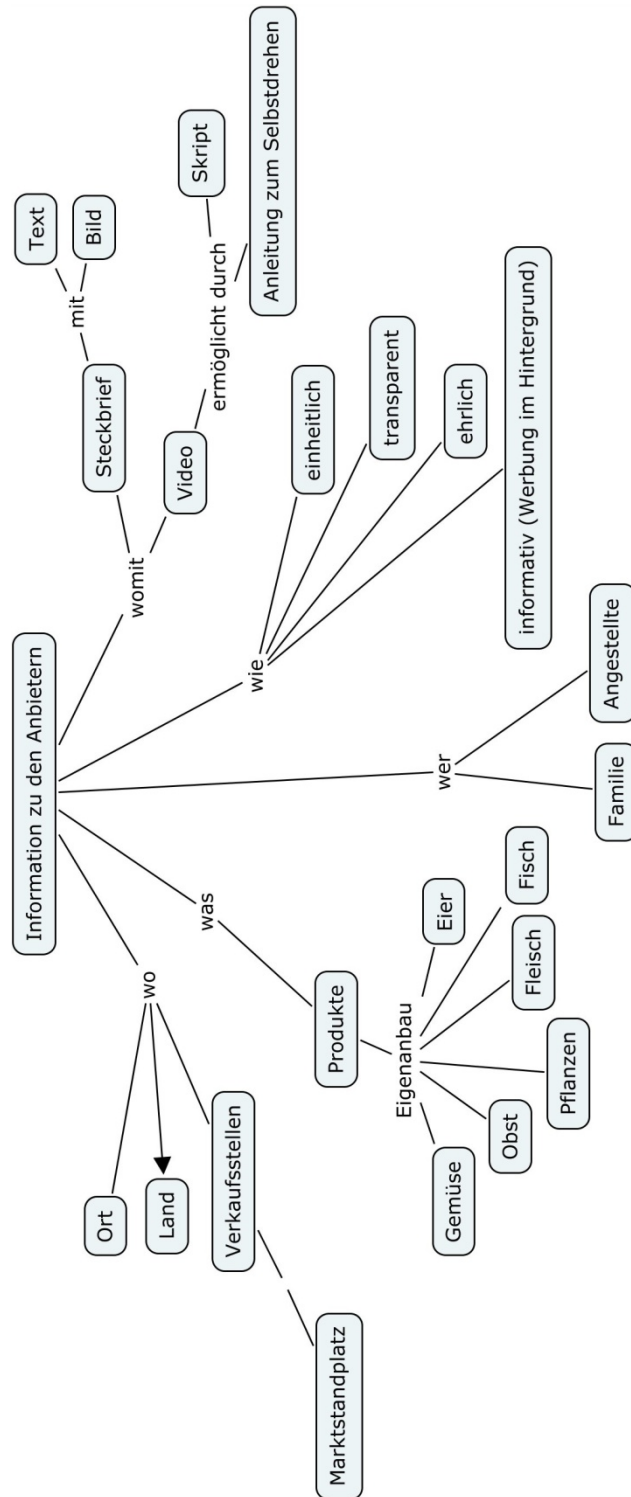 Information zu den Anbietern
wo
Ort
Land
Verkaufsstellen
Marktstandplatz
was
Produkte
Eigenanbau
Gemüse
Obst
Pflanzen
Fleisch
Fisch
Eier
wer
Familie
Angestellte
wie
einheitlich
transparent
ehrlich
informativ (Werbung im Hintergrund)
womit
Steckbrief
mit
Text
Bild
Video
ermöglicht durch
Skript
Anleitung zum Selbstdrehen